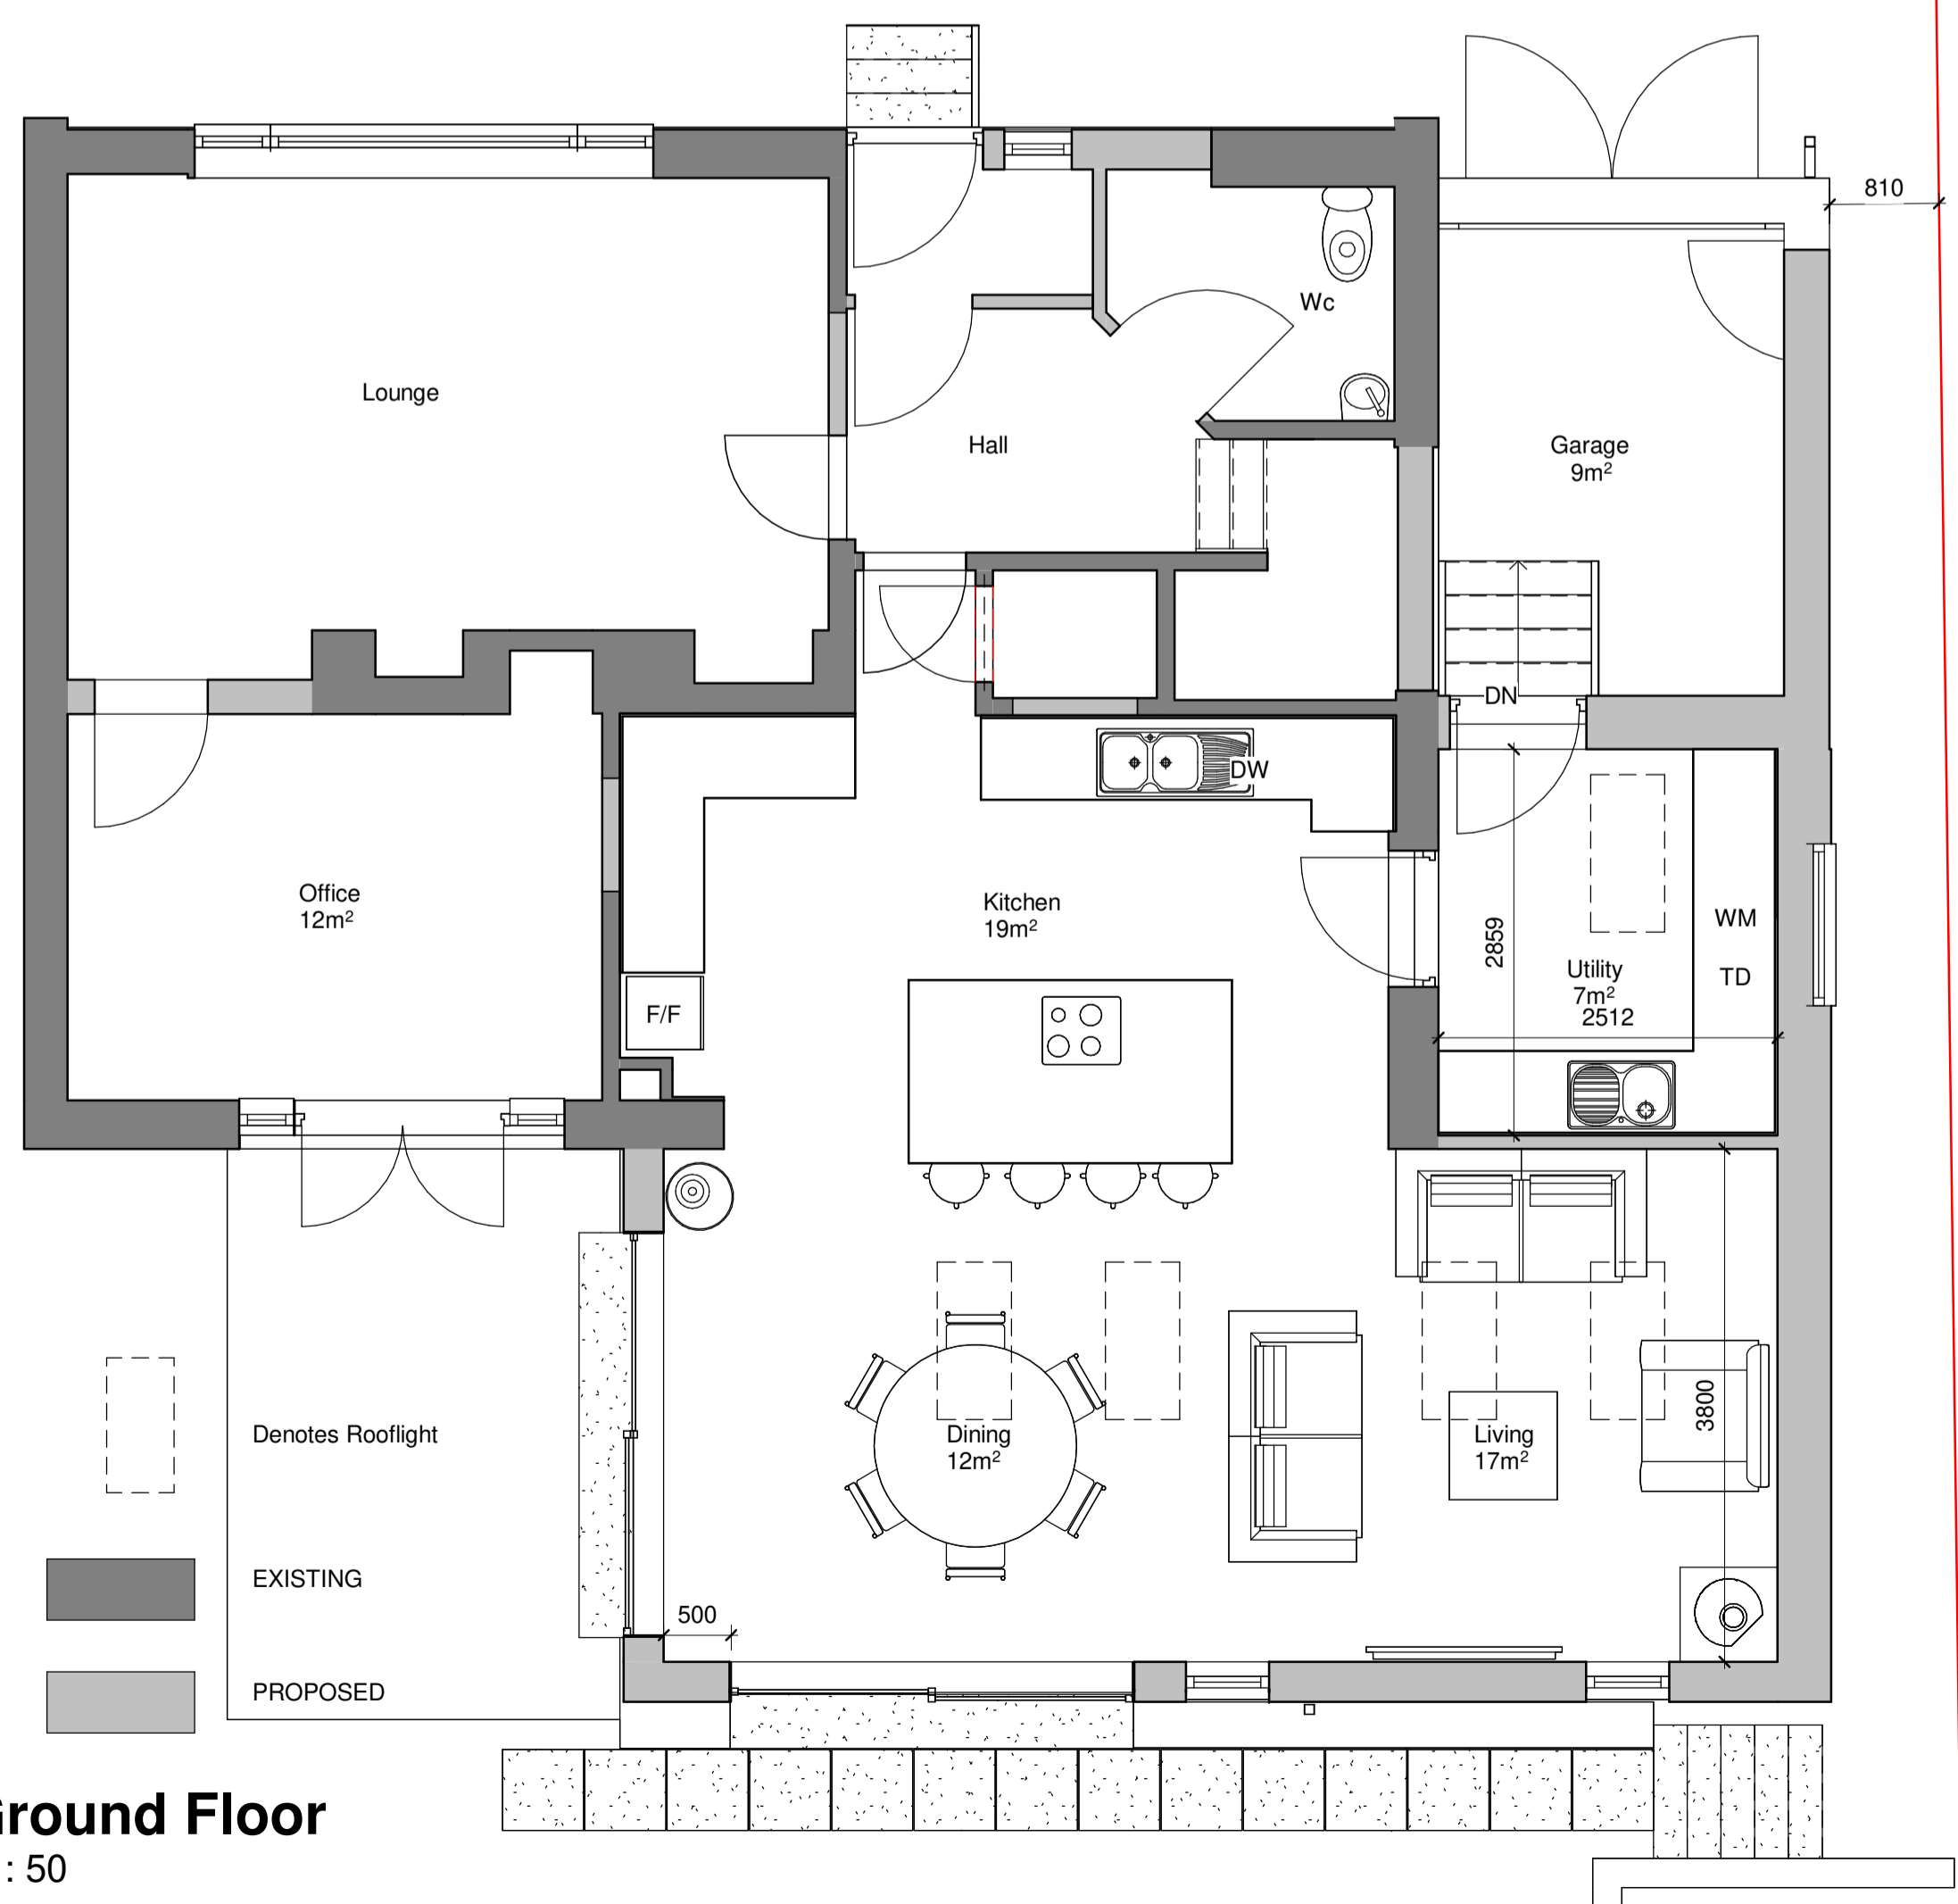 810
Wc
Lounge
Hall
Garage
9m²
DN
DW
Office
12m²
Kitchen
19m²
2859
WM
Utility
7m²
TD
2512
F/F
3800
Denotes Rooflight
Dining
12m²
Living
17m²
EXISTING
500
PROPOSED
Ground Floor
: 50